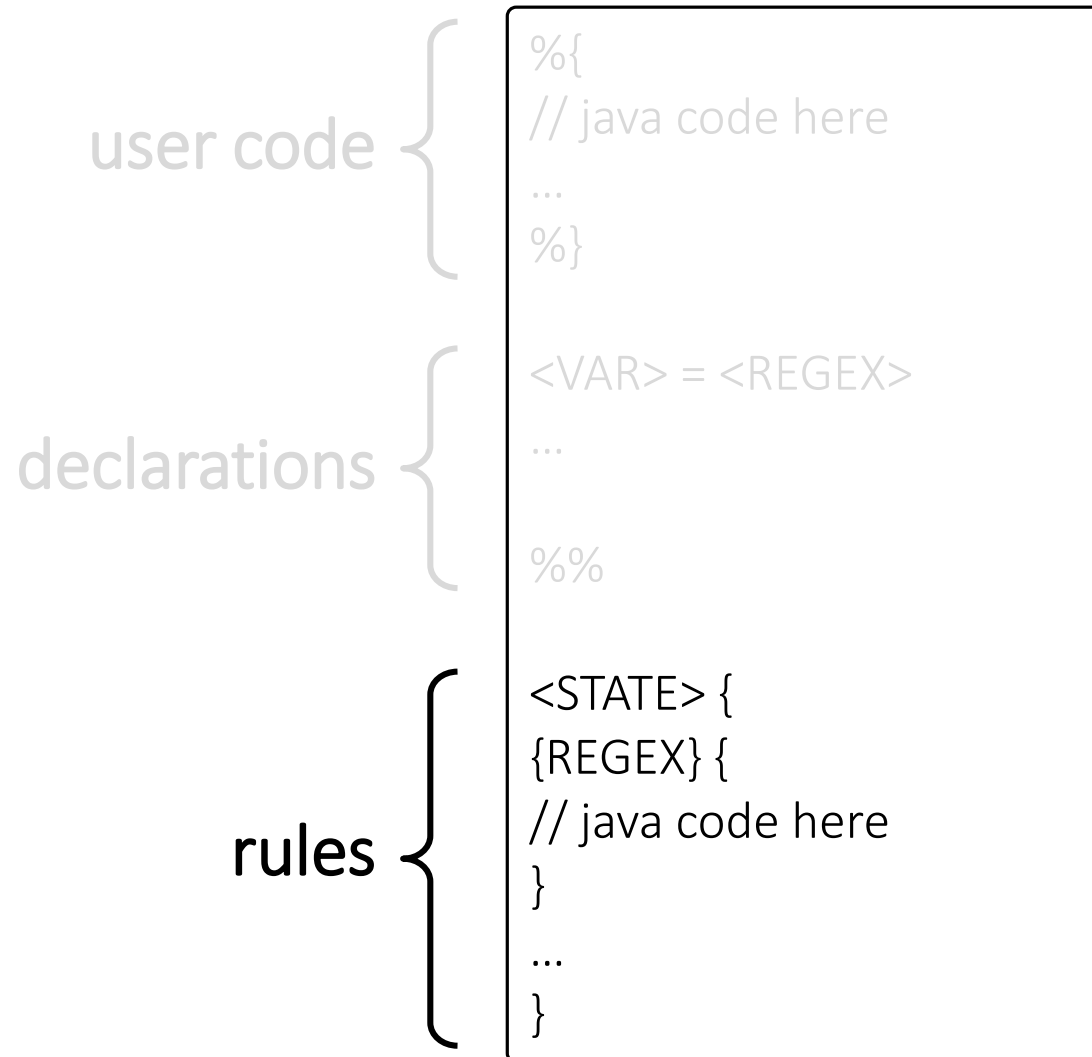 user code
%{
// java code here
...
%}
declarations
<VAR> = <REGEX>
...
%%
rules
<STATE> {
{REGEX} {
// java code here
}
...
}